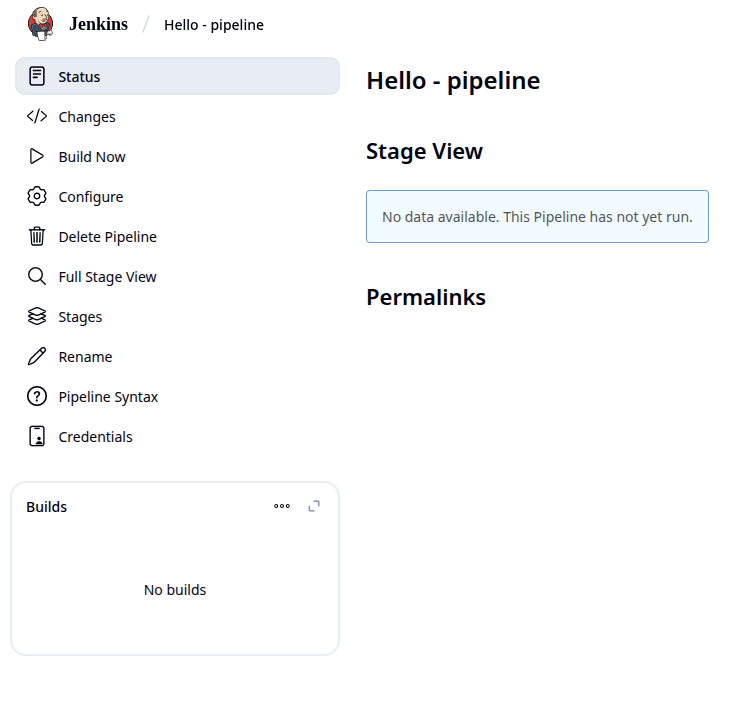 Jenkins / Hello - pipeline
Status
Changes
Build Now
Configure
Delete Pipeline
Full Stage View
Stages
Rename
Pipeline Syntax
Credentials
Builds
No builds
Hello - pipeline
Stage View
No data available. This Pipeline has not yet run.
Permalinks